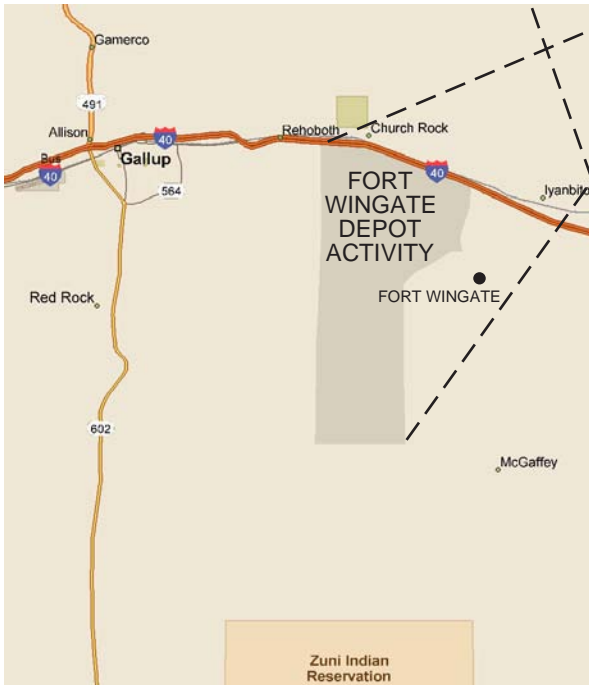 Gamerco
491
Allison
40
Rehoboth
Church Rock
Bus
40
Gallup
564
40
Iyanbito
FORT
WINGATE
DEPOT
ACTIVITY
FORT WINGATE
Red Rock
602
McGaffey
Zuni Indian
Reservation